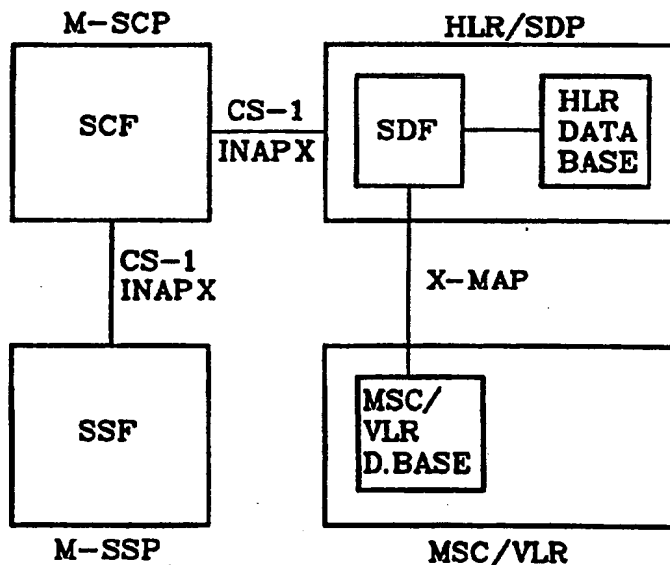 M-SCP
HLR/SDP
SCF
CS-1
INAPX
SDF
HLR
DATA
BASE
CS-1
INAPX
X-MAP
SSF
MSC/
VLR
D.BASE
M-SSP
MSC/VLR